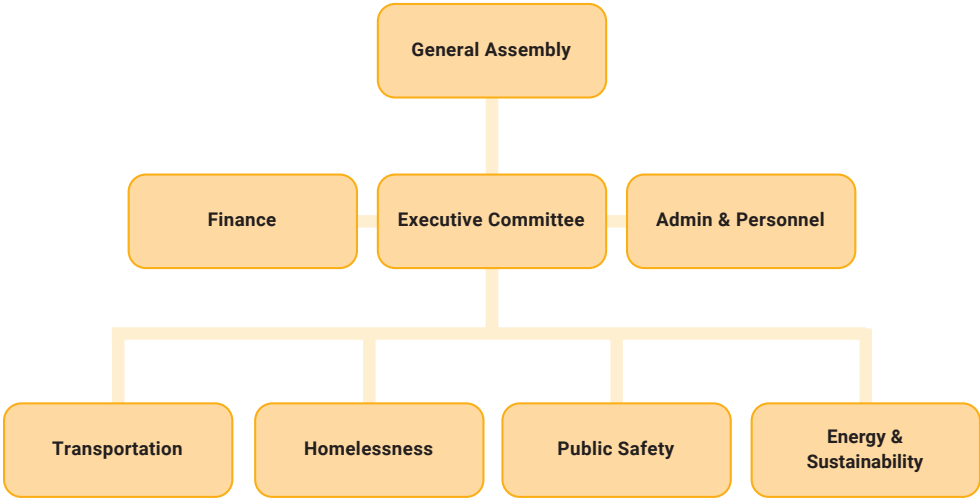 General Assembly
Finance
Executive Committee
Admin & Personnel
Transportation
Homelessness
Public Safety
Energy &
Sustainability